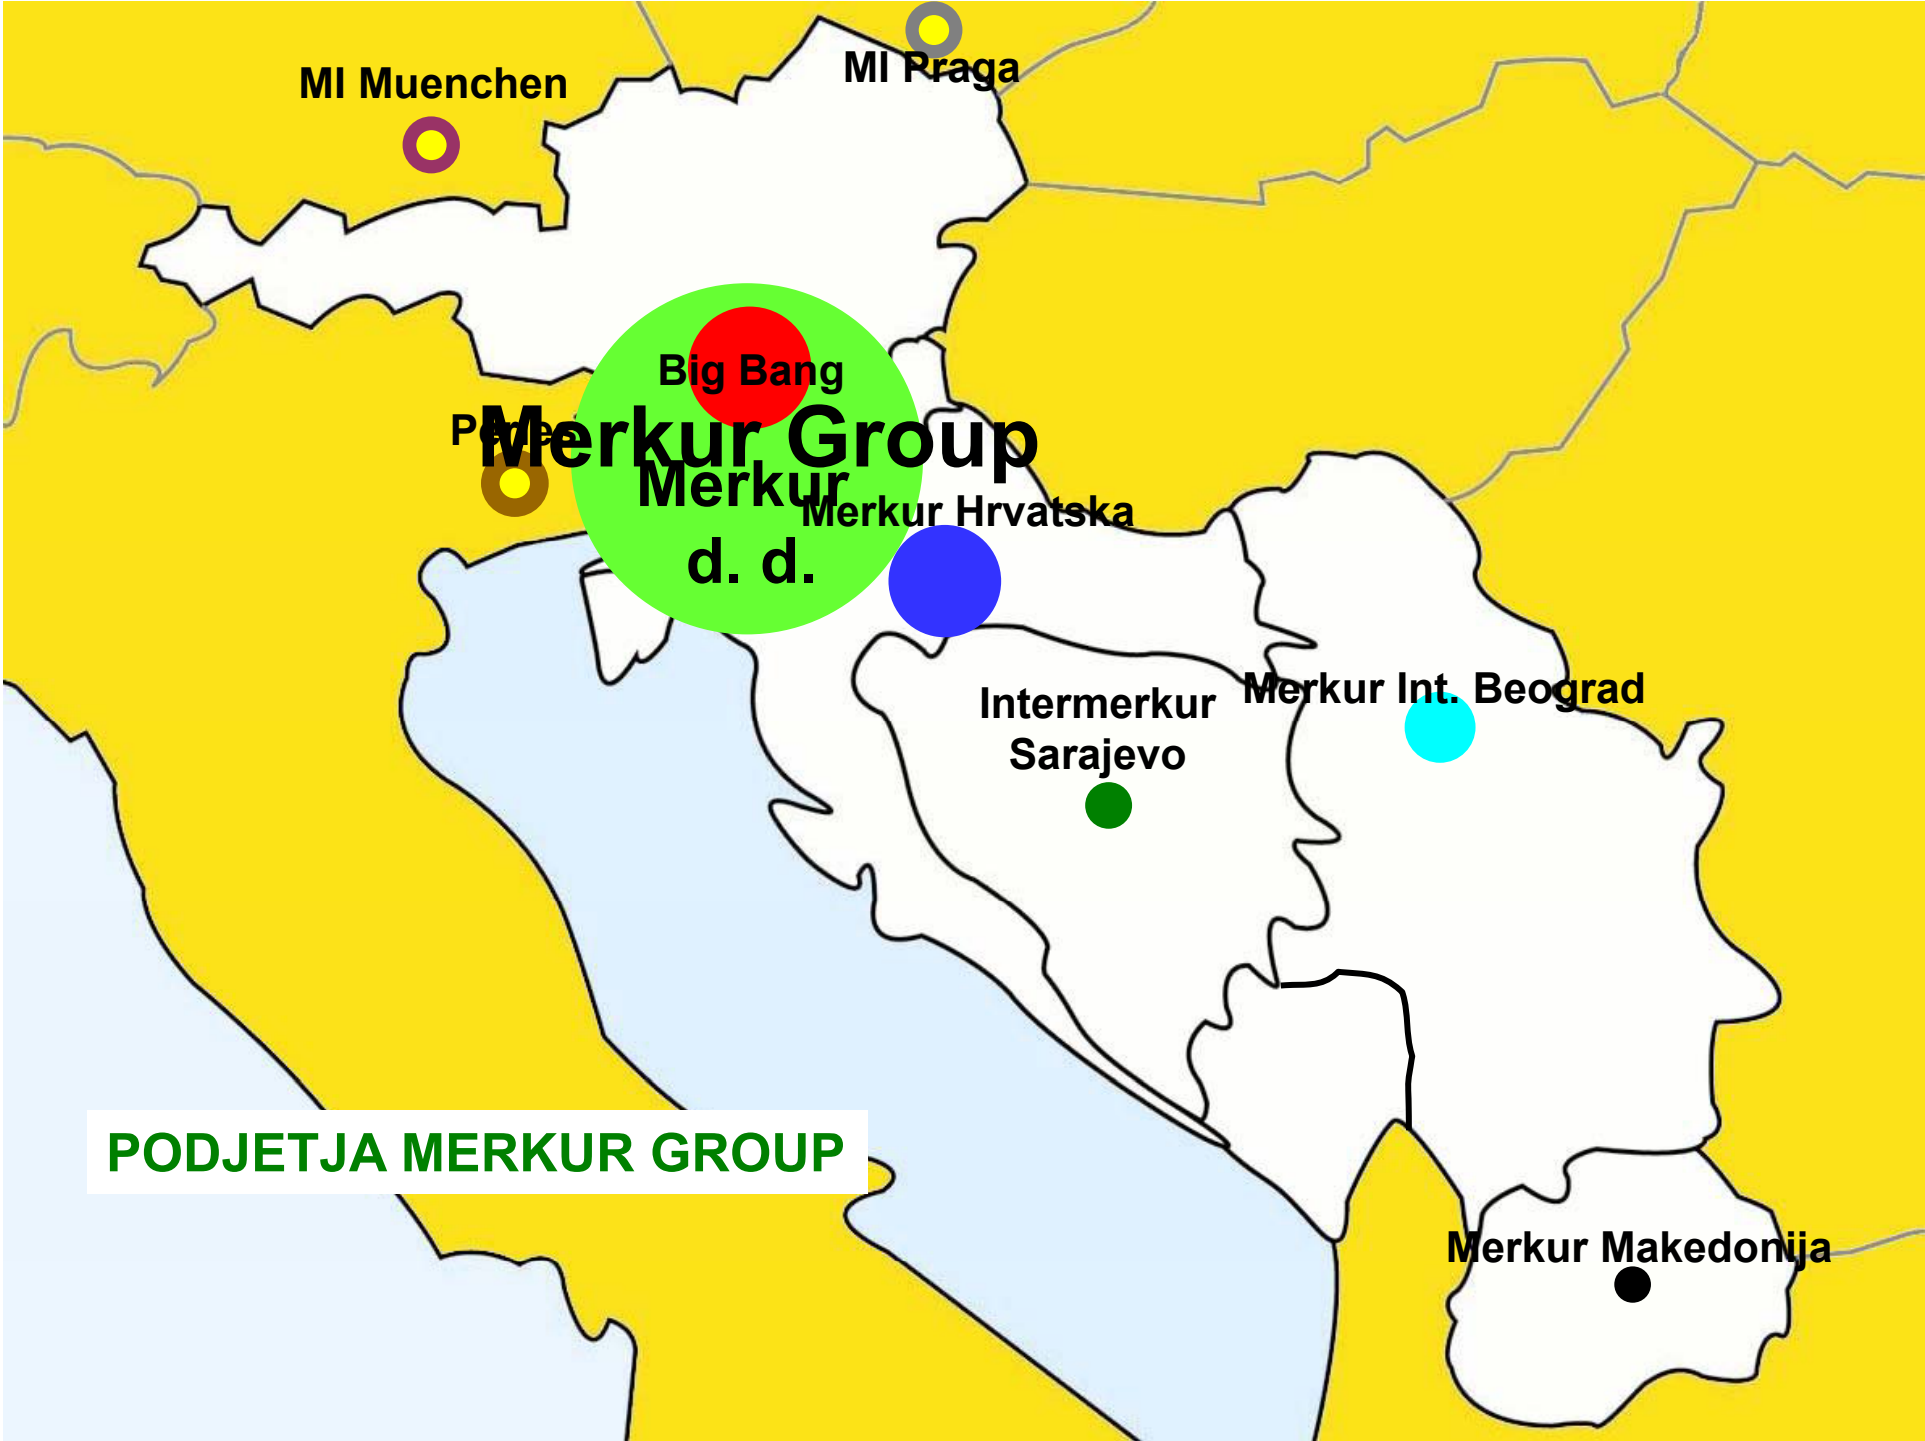 MI Praga
MI Muenchen
Big Bang
Merkur Group
Merkur
d. d.
Merkur Hrvatska
Intermerkur
Sarajevo
Merkur Int. Beograd
PODJETJA MERKUR GROUP
Merkur Makedonija